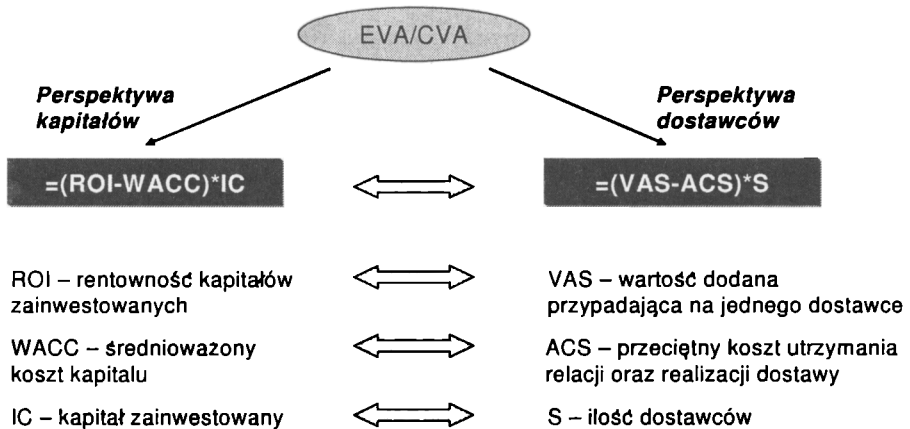 EVA/CVA
Perspektywa
kapitałów
Perspektywa
dostawców
=(ROI-WACC)*IC
=(VAS-ACS)*S
ROI – rentowność kapitałów
zainwestowanych
VAS – wartość dodana
przypadająca na jednego dostawce
WACC – średnioważony
koszt kapitalu
ACS – przeciętny koszt utrzymania
relacji oraz realizacji dostawy
IC – kapitał zainwestowany
S – ilość dostawców